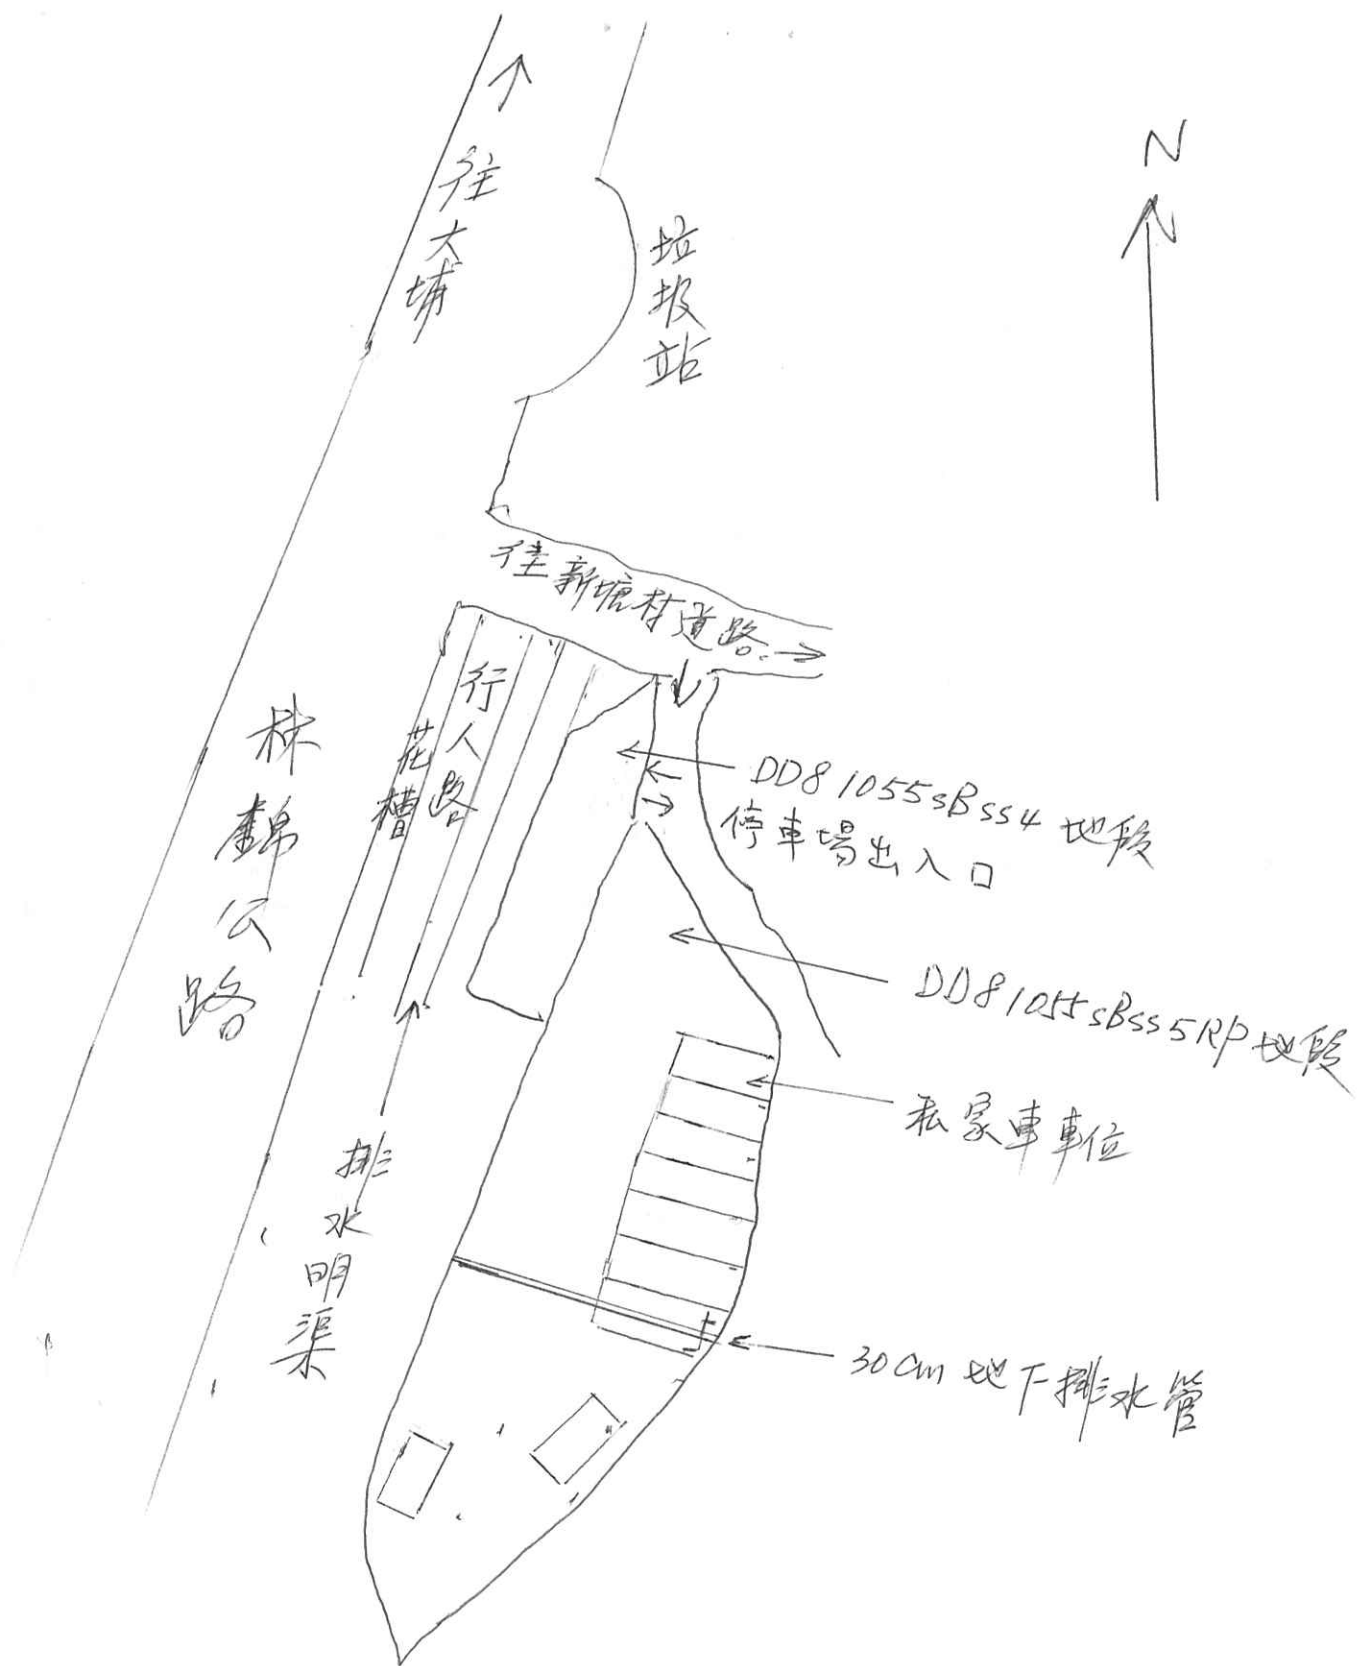 N
往大埔
垃圾站
往新塘村道路
行人路
花槽
林錦公路
DD8 1055sBss4 地段
停車場出入口
DD8 1055sBss5RP 地段
私家車車位
排水明渠
30cm 地下排水管